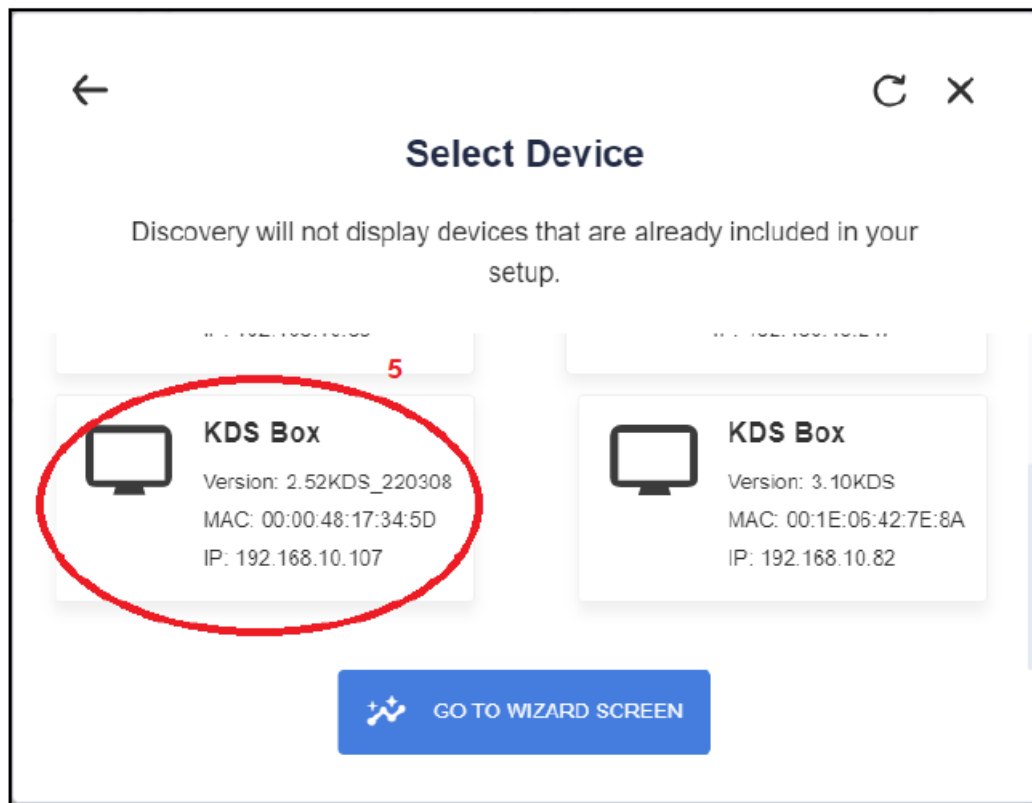 Select Device
Discovery will not display devices that are already included in your
setup.
5
KDS Box
Version: 2.52KDS_220308
MAC: 00:00:48:17:34:5D
IP: 192.168.10.107
KDS Box
Version: 3.10KDS
MAC: 00:1E:06:42:7E:8A
IP: 192.168.10.82
GO TO WIZARD SCREEN